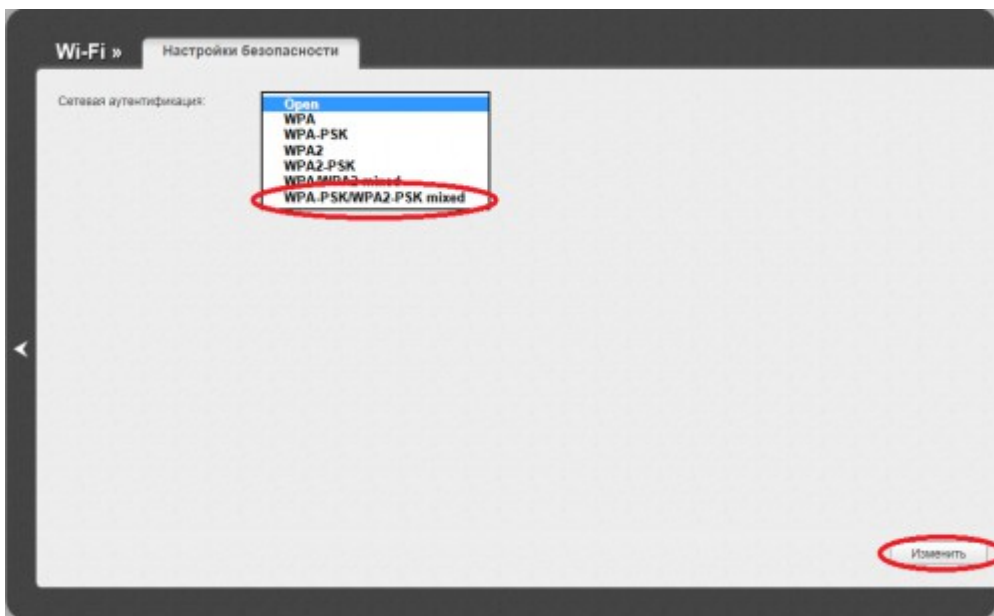 Wi-Fi » Настройки безопасности
Сетевая аутентификация:
Open
WPA
WPA-PSK
WPA2
WPA2-PSK
WPA/WPA2 mixed
WPA-PSK/WPA2-PSK mixed
Изменить